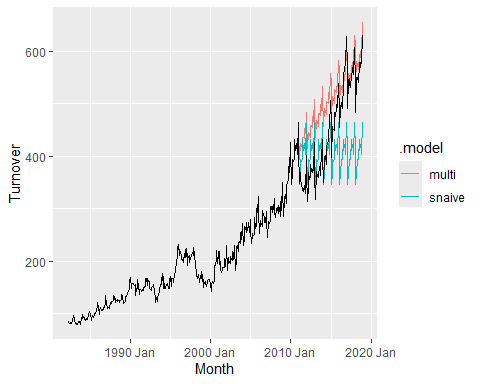 Turnover
600
400
200
1990 Jan
2000 Jan
2010 Jan
2020 Jan
Month
.model
multi
snaive